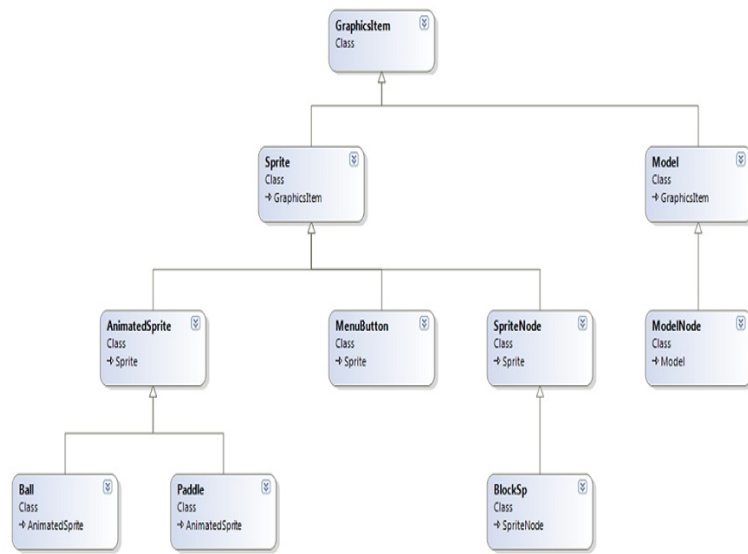 GraphicsItem
Class
Sprite
Class
GraphicsItem
Model
Class
GraphicsItem
AnimatedSprite
Class
Sprite
MenuButton
Class
Sprite
SpriteNode
Class
Sprite
ModelNode
Class
Model
Ball
Class
AnimatedSprite
Paddle
Class
AnimatedSprite
BlockSp
Class
SpriteNode